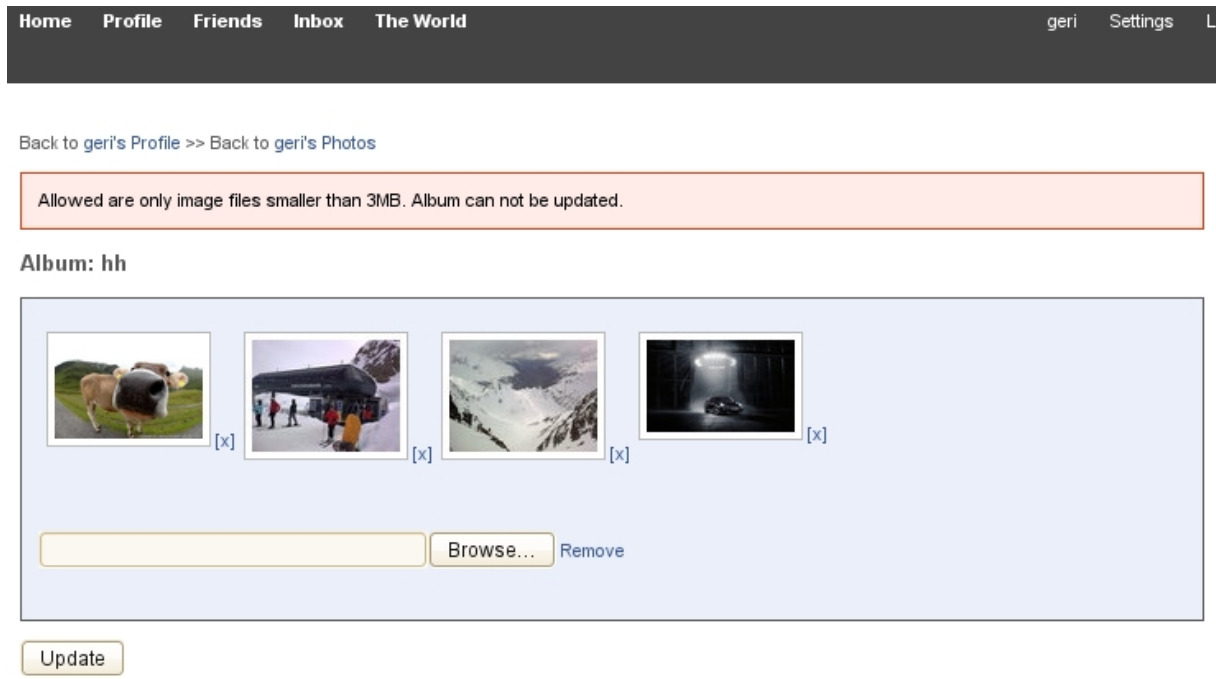 Home Profile Friends Inbox The World geri Settings L
Back to geri's Profile >> Back to geri's Photos
Allowed are only image files smaller than 3MB. Album can not be updated.
Album: hh
[x] [x] [x] [x]
Browse... Remove
Update